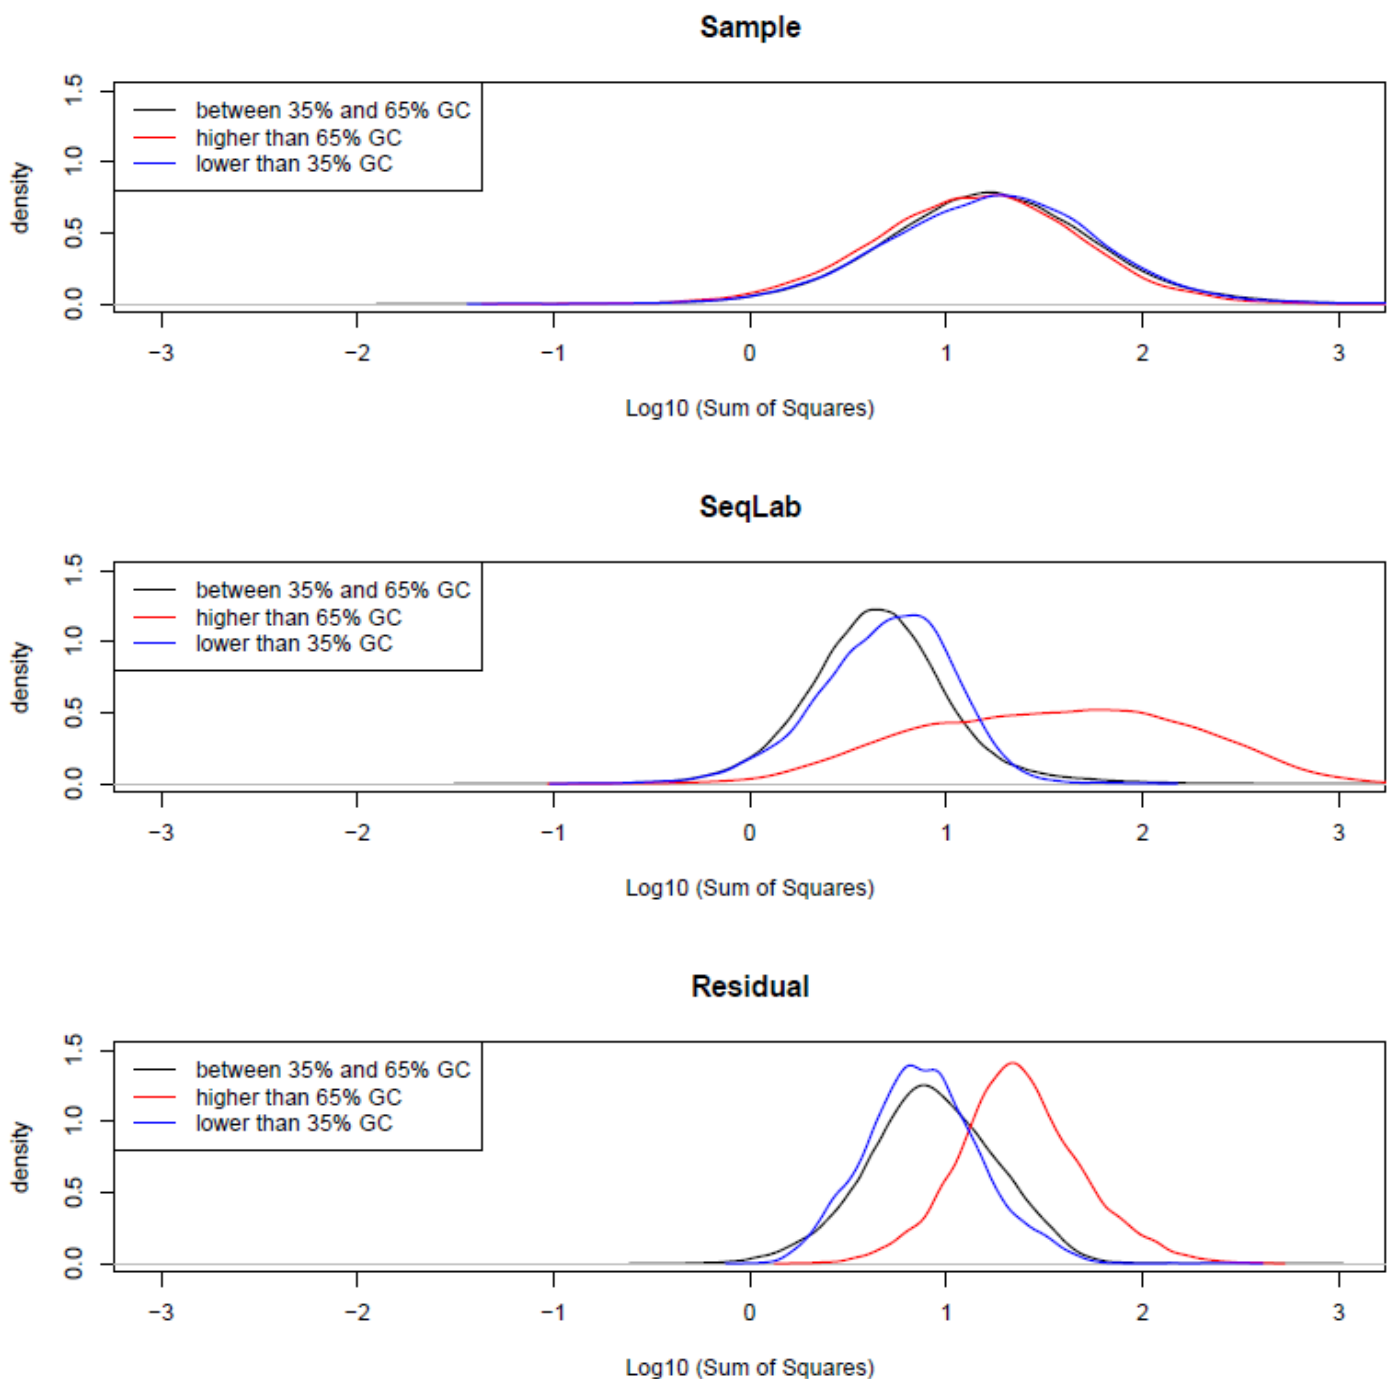 Sample
1.5
1.0
0.5
0.0
density
between 35% and 65% GC
higher than 65% GC
lower than 35% GC
−3 −2 −1 0 1 2 3
Log10 (Sum of Squares)
SeqLab
1.5
1.0
0.5
0.0
density
between 35% and 65% GC
higher than 65% GC
lower than 35% GC
−3 −2 −1 0 1 2 3
Log10 (Sum of Squares)
Residual
1.5
1.0
0.5
0.0
density
between 35% and 65% GC
higher than 65% GC
lower than 35% GC
−3 −2 −1 0 1 2 3
Log10 (Sum of Squares)